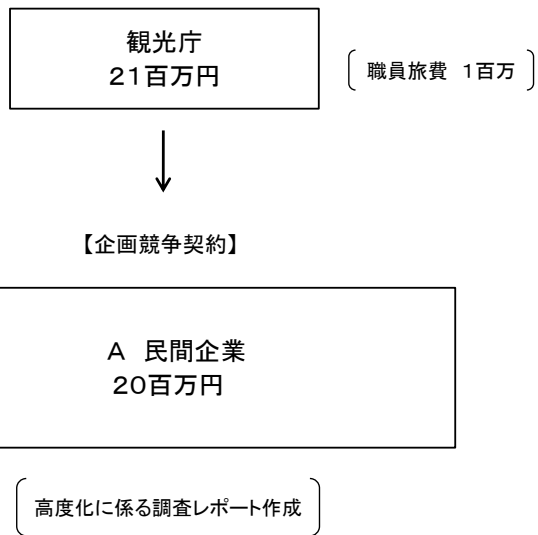 観光庁
２１百万円
職員旅費　1百万
【企画競争契約】
Ａ　民間企業
２０百万円
高度化に係る調査レポート作成